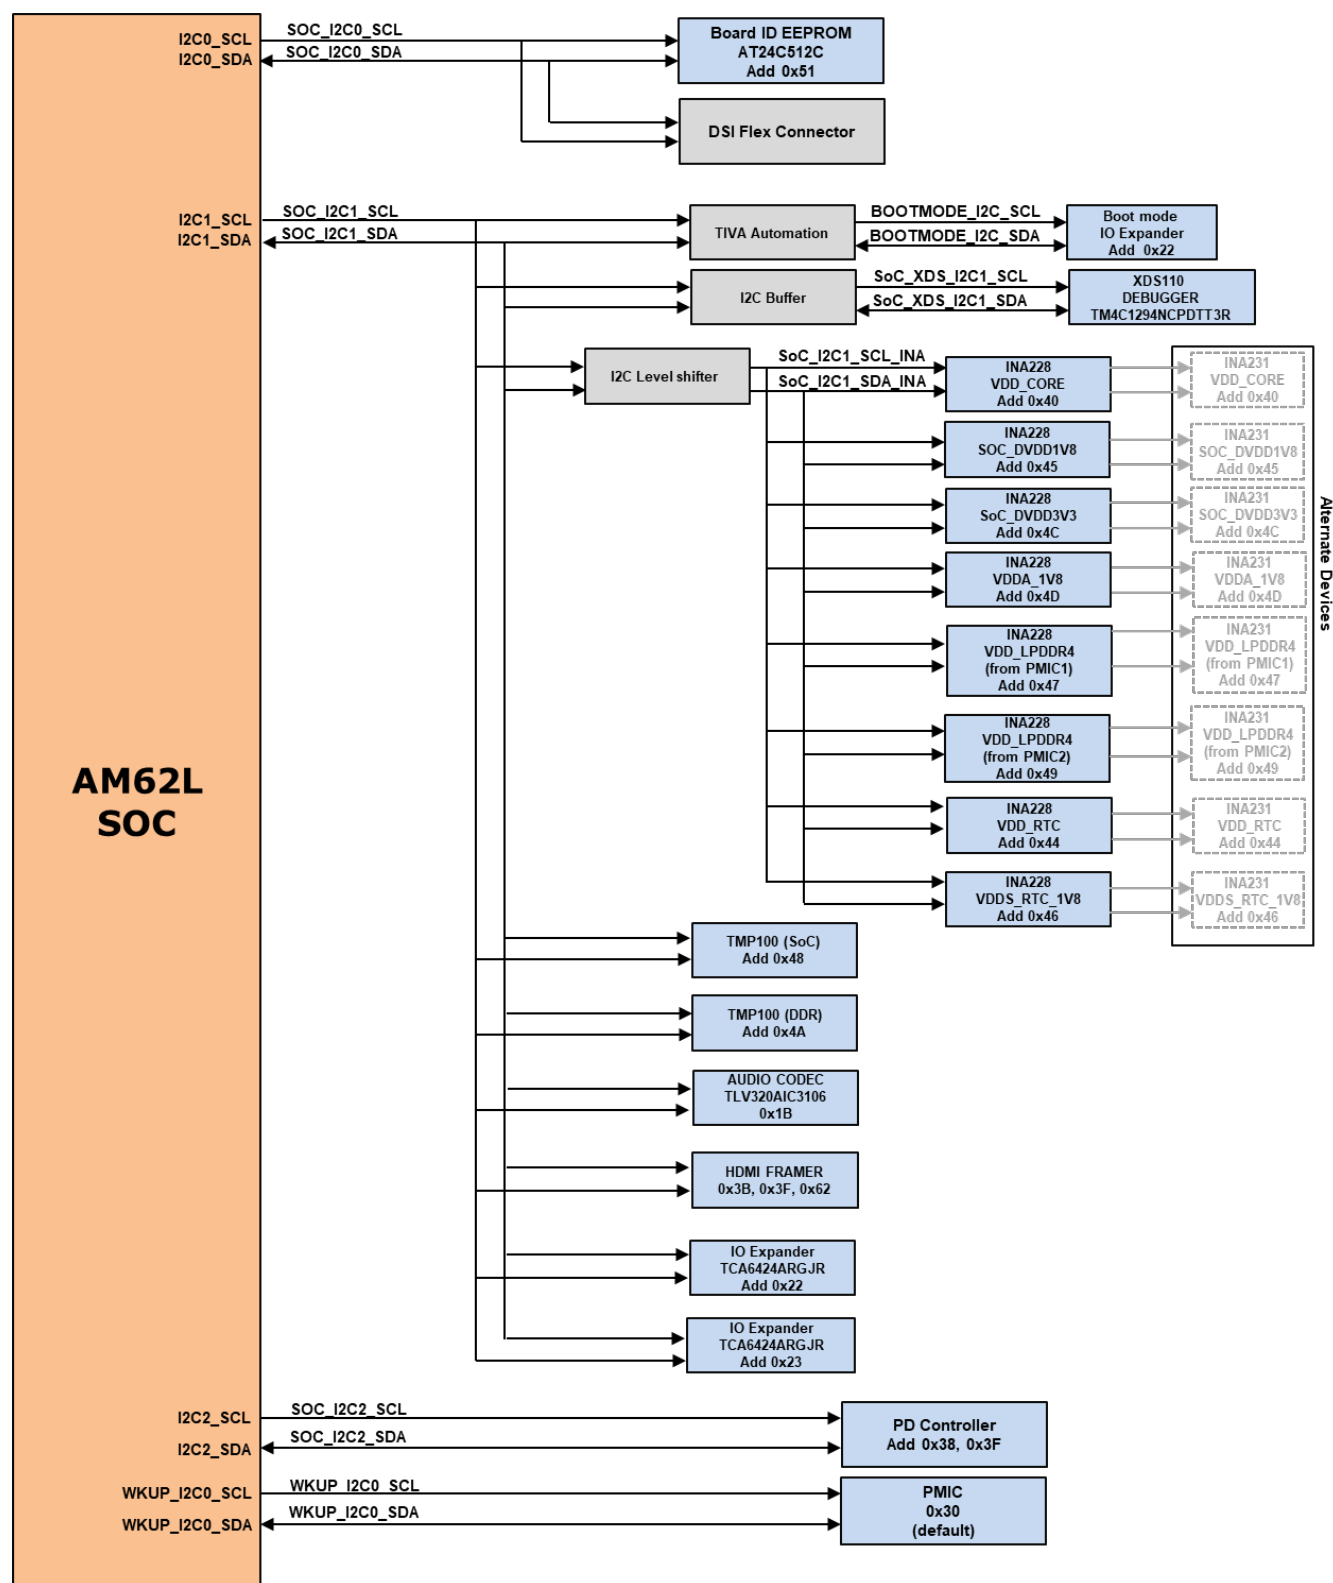 I2C0_SCL
I2C0_SDA
SOC_I2C0_SCL
SOC_I2C0_SDA
Board ID EEPROM
AT24C512C
Add 0x51
DSI Flex Connector
I2C1_SCL
I2C1_SDA
SOC_I2C1_SCL
SOC_I2C1_SDA
TIVA Automation
BOOTMODE_I2C_SCL
BOOTMODE_I2C_SDA
Boot mode
IO Expander
Add 0x22
I2C Buffer
SoC_XDS_I2C1_SCL
SoC_XDS_I2C1_SDA
XDS110
DEBUGGER
TM4C1294NCPDTT3R
I2C Level shifter
SoC_I2C1_SCL_INA
SoC_I2C1_SDA_INA
INA228
VDD_CORE
Add 0x40
INA231
VDD_CORE
Add 0x40
INA228
SOC_DVDD1V8
Add 0x45
INA231
SOC_DVDD1V8
Add 0x45
INA228
SoC_DVDD3V3
Add 0x4C
INA231
SOC_DVDD3V3
Add 0x4C
INA228
VDDA_1V8
Add 0x4D
INA231
VDDA_1V8
Add 0x4D
INA228
VDD_LPDDR4
(from PMIC1)
Add 0x47
INA231
VDD_LPDDR4
(from PMIC1)
Add 0x47
INA228
VDD_LPDDR4
(from PMIC2)
Add 0x49
INA231
VDD_LPDDR4
(from PMIC2)
Add 0x49
INA228
VDD_RTC
Add 0x44
INA231
VDD_RTC
Add 0x44
INA228
VDDS_RTC_1V8
Add 0x46
INA231
VDDS_RTC_1V8
Add 0x46
Alternate Devices
AM62L
SOC
TMP100 (SoC)
Add 0x48
TMP100 (DDR)
Add 0x4A
AUDIO CODEC
TLV320AIC3106
0x1B
HDMI FRAMER
0x3B, 0x3F, 0x62
IO Expander
TCA6424ARGJR
Add 0x22
IO Expander
TCA6424ARGJR
Add 0x23
I2C2_SCL
I2C2_SDA
SOC_I2C2_SCL
SOC_I2C2_SDA
PD Controller
Add 0x38, 0x3F
WKUP_I2C0_SCL
WKUP_I2C0_SDA
WKUP_I2C0_SCL
WKUP_I2C0_SDA
PMIC
0x30
(default)